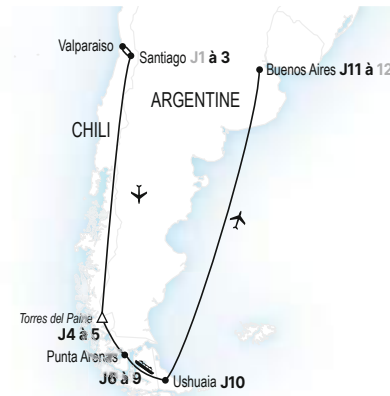 Valparaiso
Santiago J1 à 3
Buenos Aires J11 à 12
ARGENTINE
CHILI
Torres del Paine
J4 à 5
Punta Arenas
J6 à 9
Ushuaia J10